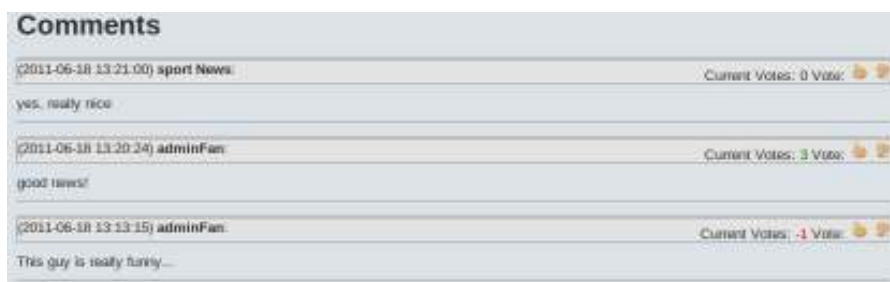 Comments
(2011-06-18 13:21:00) sport News: Current Votes: 0 Vote:
yes, really nice
(2011-06-18 13:20:24) adminFan: Current Votes: 3 Vote:
good news!
(2011-06-18 13:13:15) adminFan: Current Votes: -1 Vote:
This guy is really funny...